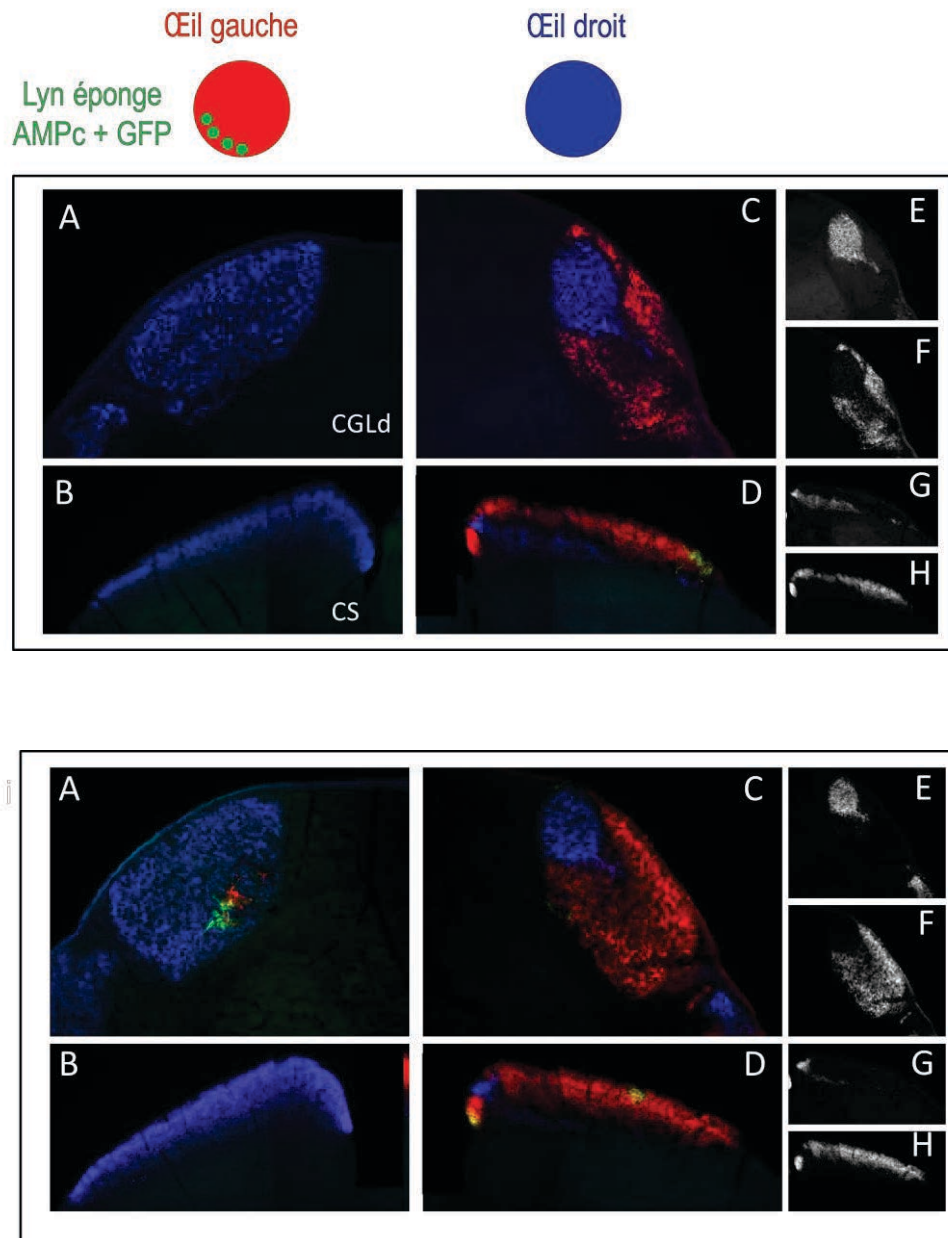 Œil gauche
Œil droit
Lyn éponge
AMPc + GFP
A
C
E
F
CGLd
B
D
G
H
CS
A
C
E
F
B
D
G
H